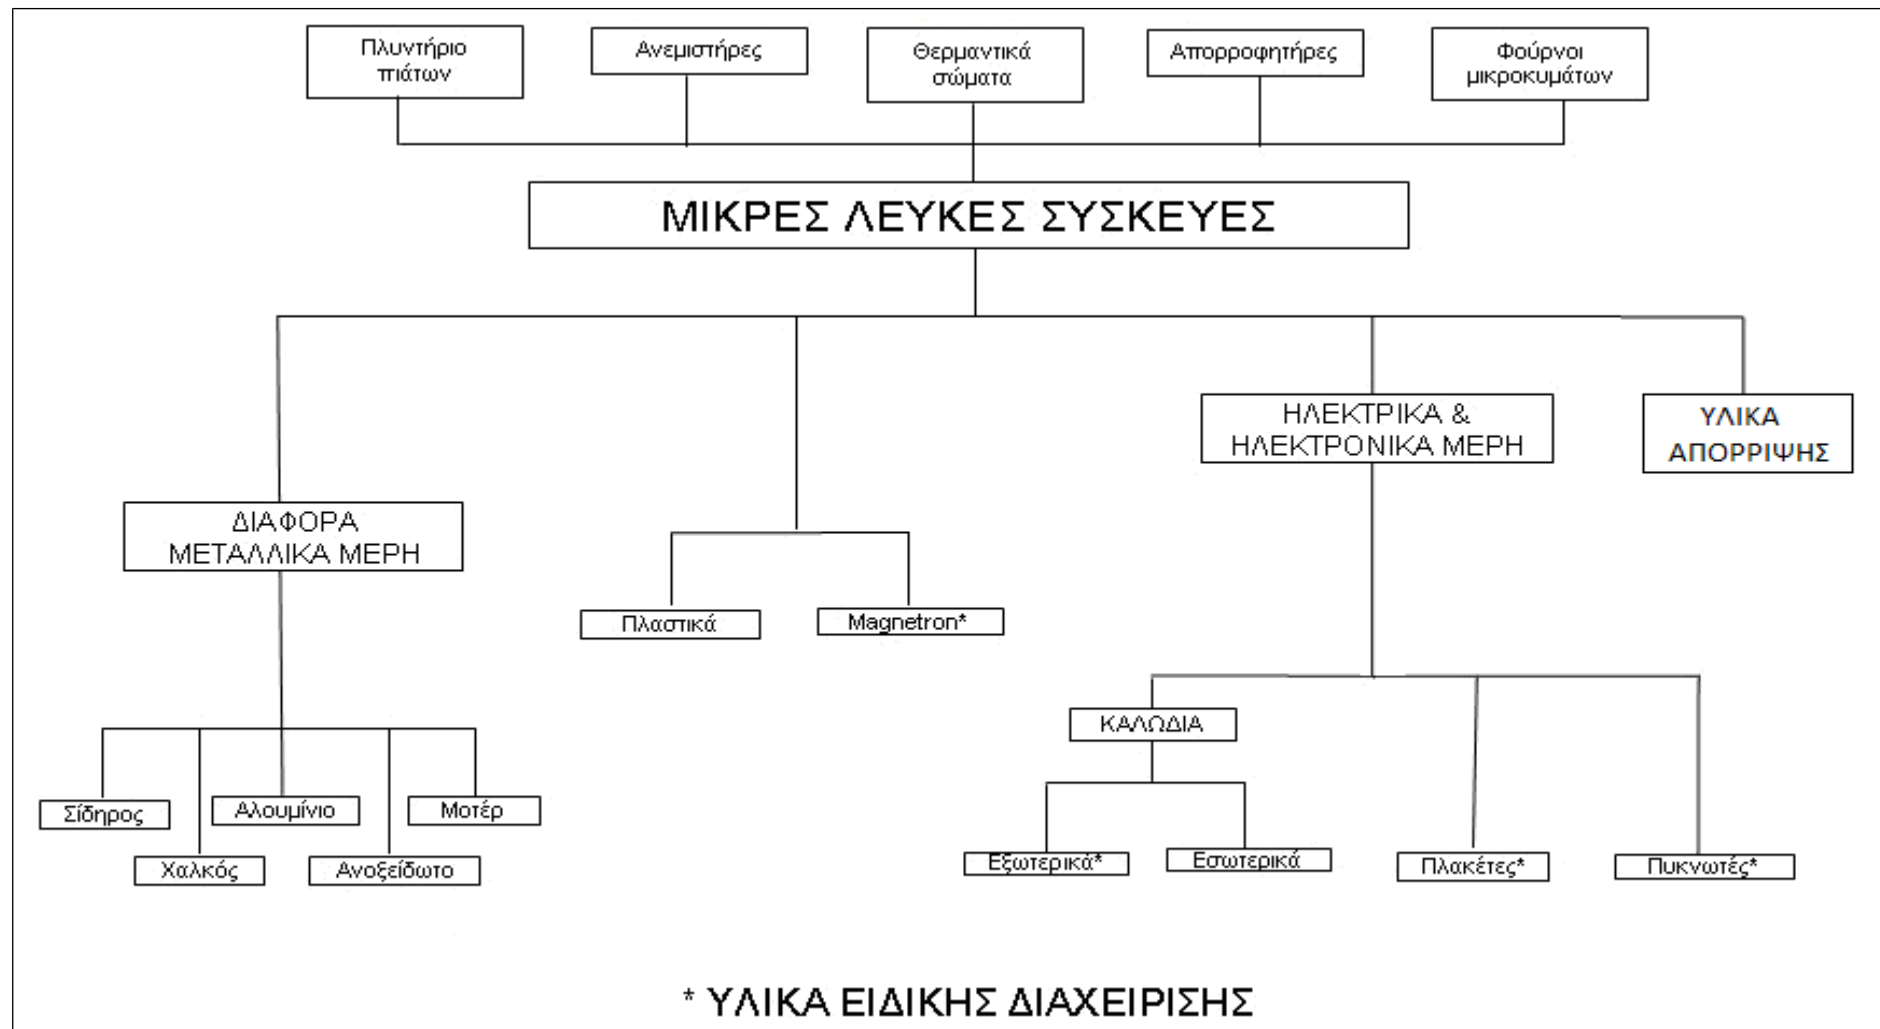 Πλυντήριο
πιάτων
Ανεμιστήρες
Θερμαντικά
σώματα
Απορροφητήρες
Φούρνοι
μικροκυμάτων
ΜΙΚΡΕΣ ΛΕΥΚΕΣ ΣΥΣΚΕΥΕΣ
ΗΛΕΚΤΡΙΚΑ &
ΗΛΕΚΤΡΟΝΙΚΑ ΜΕΡΗ
ΥΛΙΚΑ
ΑΠΟΡΡΙΨΗΣ
ΔΙΑΦΟΡΑ
ΜΕΤΑΛΛΙΚΑ ΜΕΡΗ
Πλαστικά
Magnetron*
ΚΑΛΩΔΙΑ
Σίδηρος
Αλουμίνιο
Μοτέρ
Χαλκός
Ανοξείδωτο
Εξωτερικά*
Εσωτερικά
Πλακέτες*
Πυκνωτές*
* ΥΛΙΚΑ ΕΙΔΙΚΗΣ ΔΙΑΧΕΙΡΙΣΗΣ